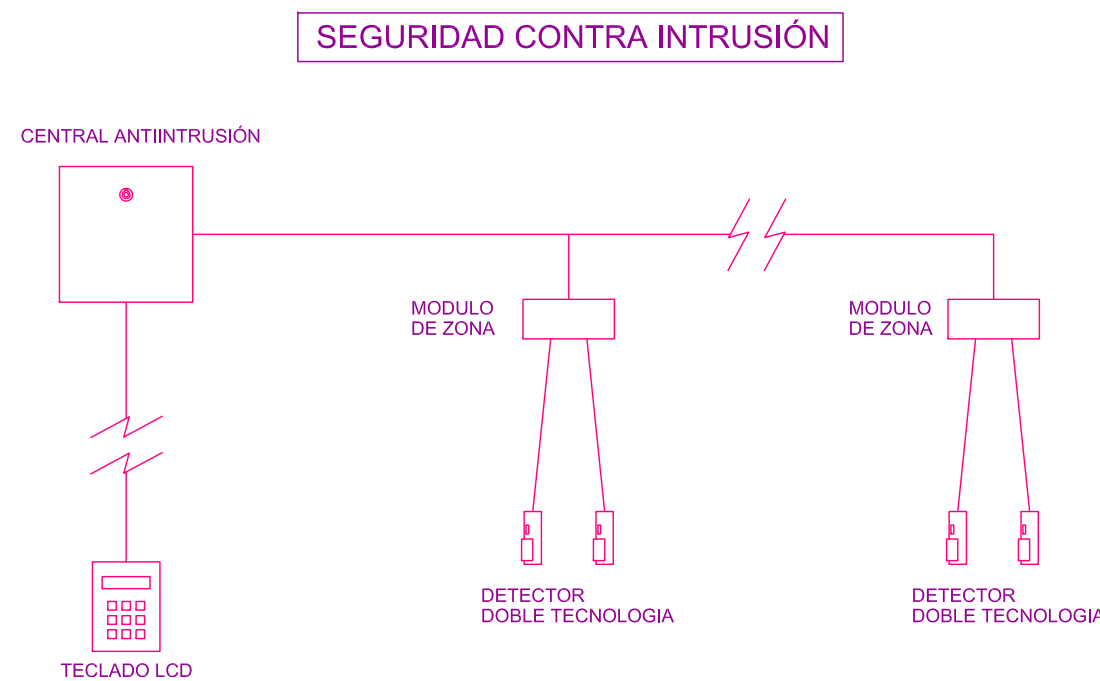 SEGURIDAD CONTRA INTRUSIÓN
CENTRAL ANTIINTRUSIÓN
MODULO
DE ZONA
MODULO
DE ZONA
DETECTOR
DOBLE TECNOLOGIA
DETECTOR
DOBLE TECNOLOGIA
TECLADO LCD